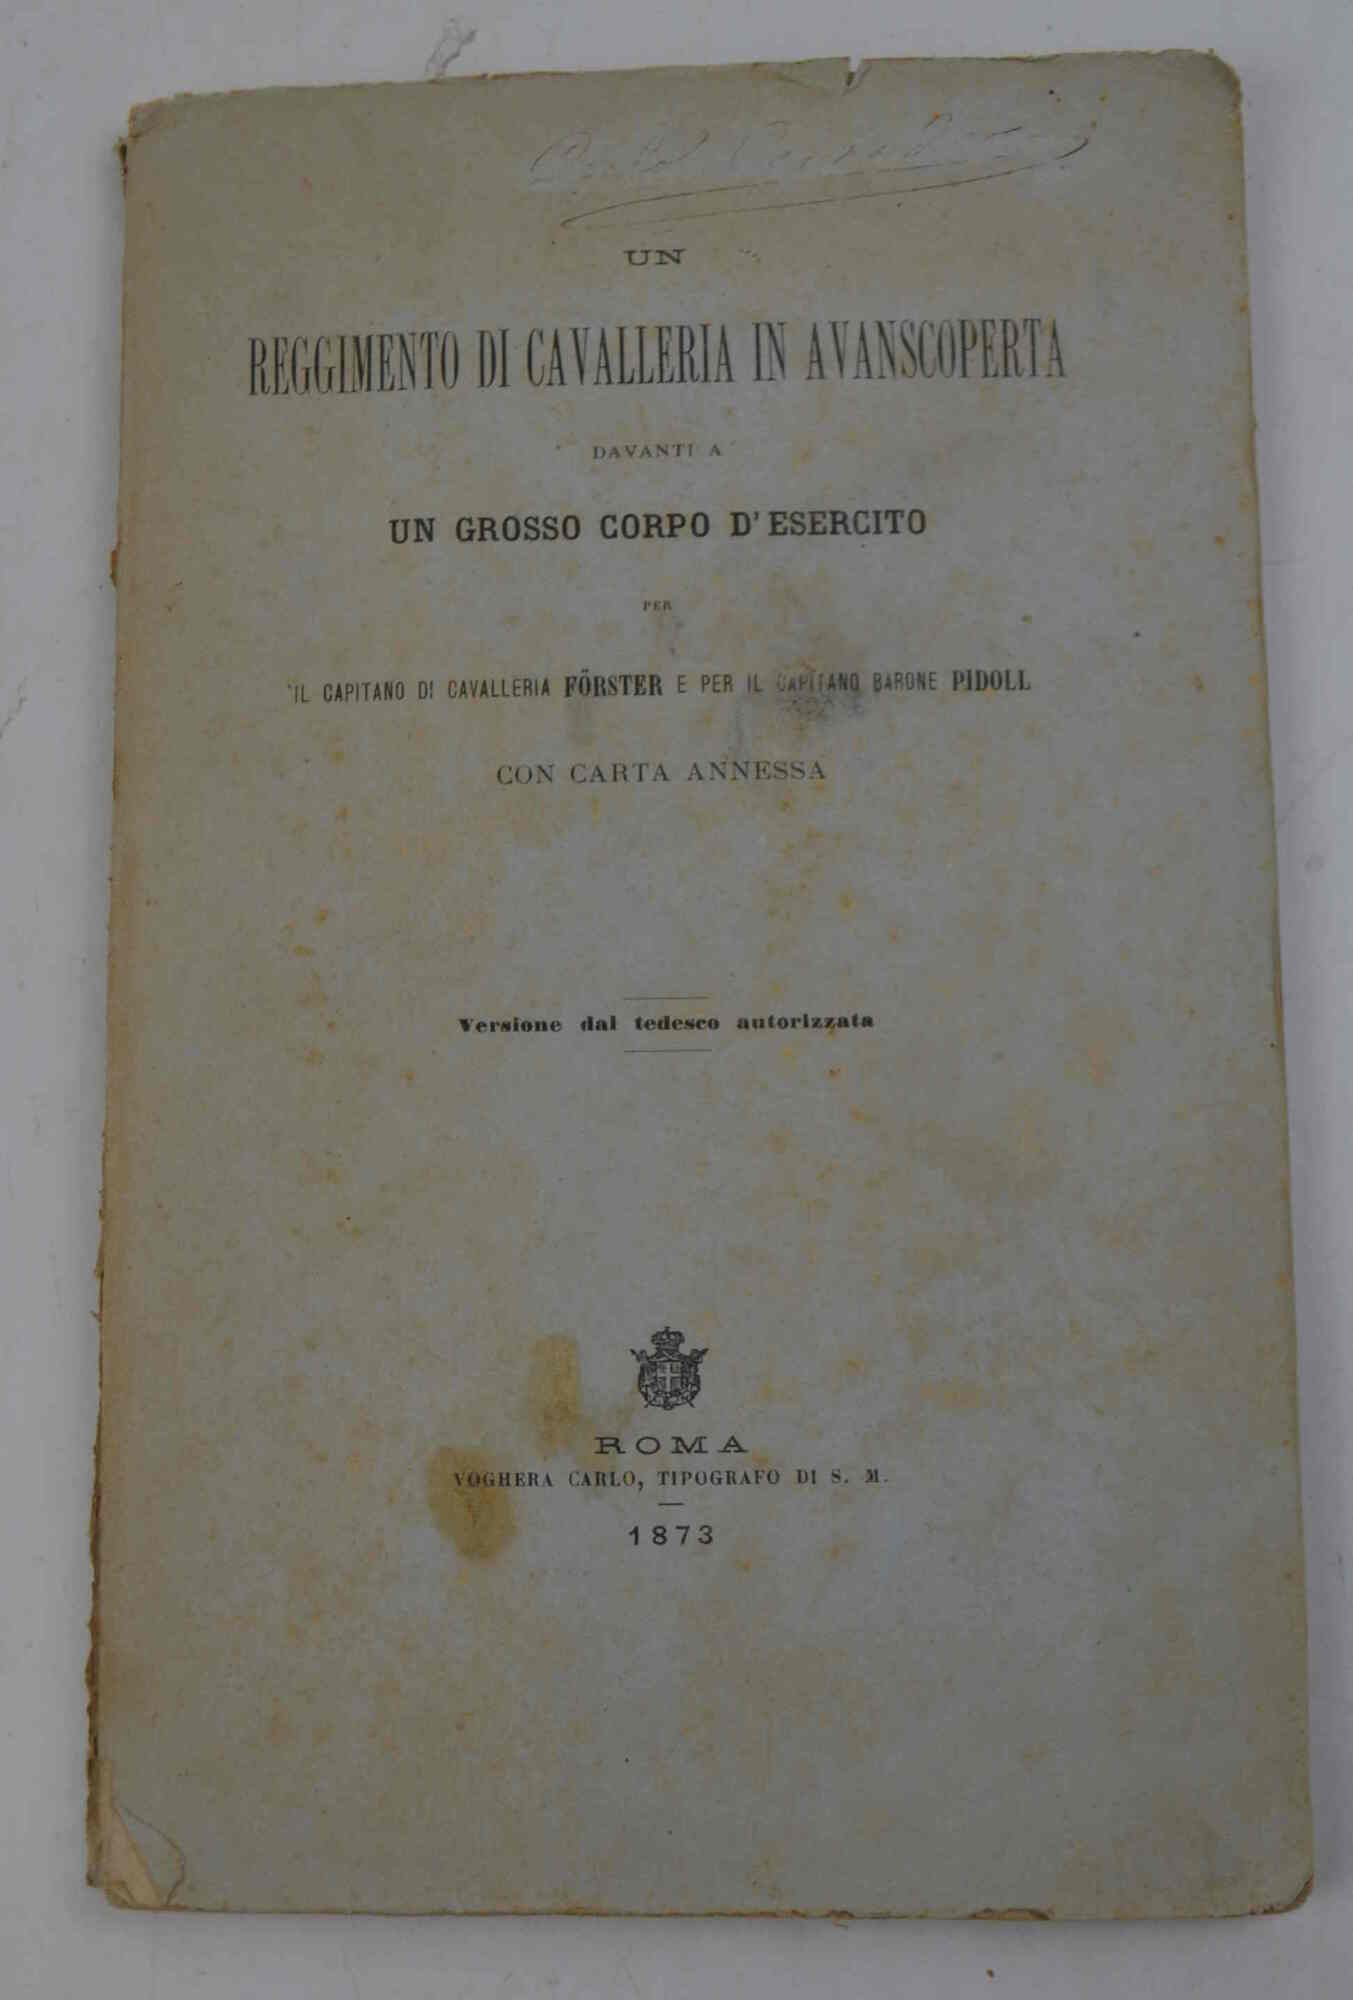 UN
REGGIMENTO DI CAVALLERIA IN AVANSCOPERTA
DAVANTI A
UN GROSSO CORPO D'ESERCITO
PER
IL CAPITANO DI CAVALLERIA FÖRSTER E PER IL CAPITANO BARONE PIDOLL
CON CARTA ANNESSA
Versione dal tedesco autorizzata
ROMA
VOGHERA CARLO, TIPOGRAFO DI S. M.
1873